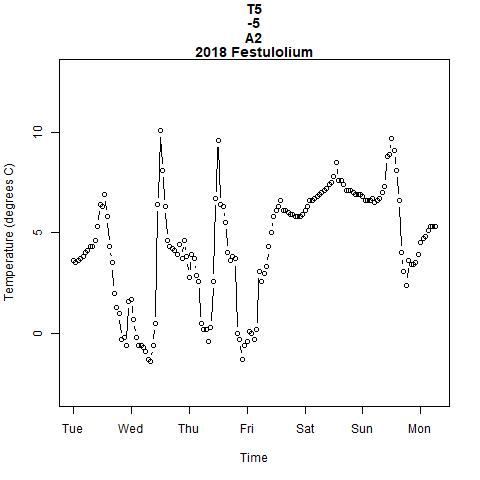 T5
-5
A2
2018 Festulolium
Temperature (degrees C)
10
5
0
Tue Wed Thu Fri Sat Sun Mon
Time